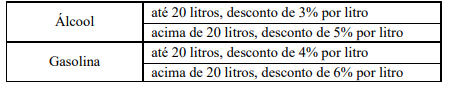 Álcool
até 20 litros, desconto de 3% por litro
acima de 20 litros, desconto de 5% por litro
Gasolina
até 20 litros, desconto de 4% por litro
acima de 20 litros, desconto de 6% por litro